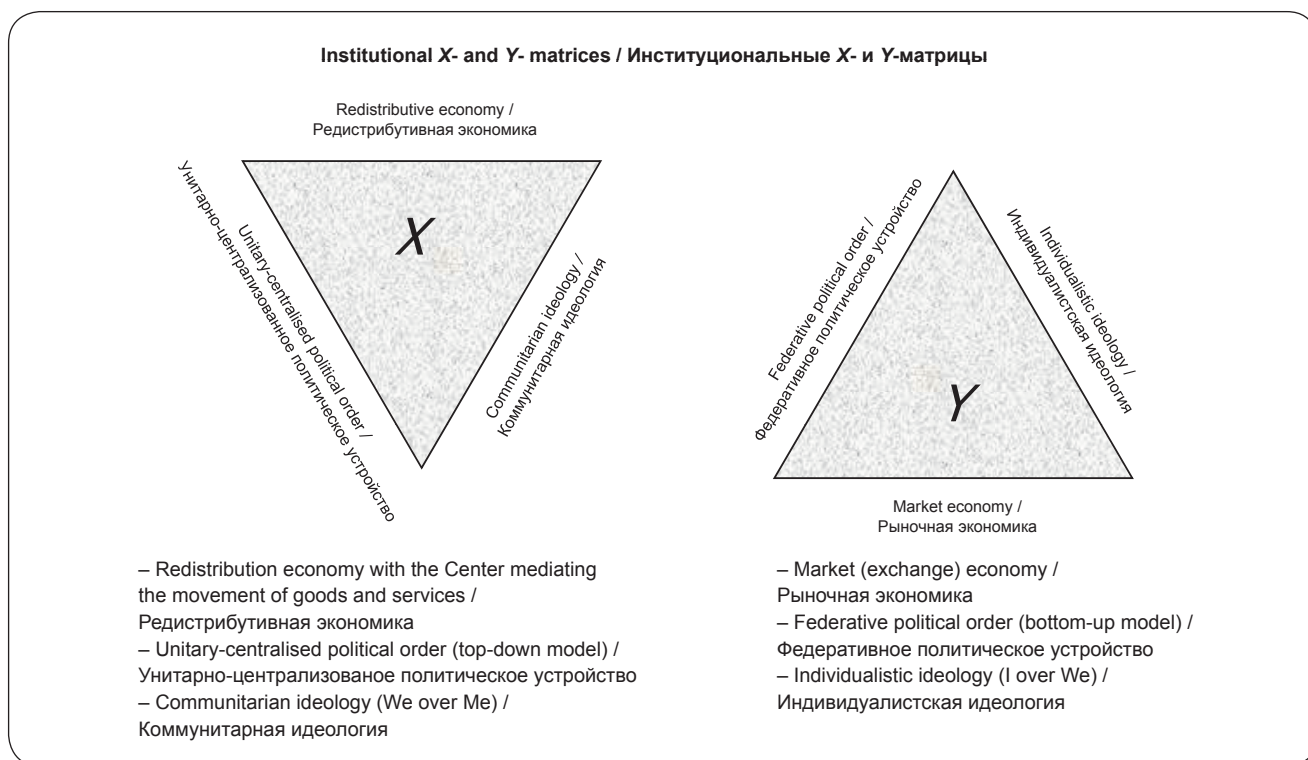 Institutional X- and Y- matrices / Институциональные X- и Y-матрицы
Redistributive economy /
Редистрибутивная экономика
Унитарно-централизованное политическое устройство
Unitary-centralised political order /
X
Communitarian ideology /
Коммунитарная идеология
Federative political order /
Федеративное политическое устройство
Individualistic ideology /
Индивидуалистская идеология
Y
Market economy /
Рыночная экономика
– Redistribution economy with the Center mediating
the movement of goods and services /
Редистрибутивная экономика
– Unitary-centralised political order (top-down model) /
Унитарно-централизованое политическое устройство
– Communitarian ideology (We over Me) /
Коммунитарная идеология
– Market (exchange) economy /
Рыночная экономика
– Federative political order (bottom-up model) /
Федеративное политическое устройство
– Individualistic ideology (I over We) /
Индивидуалистская идеология